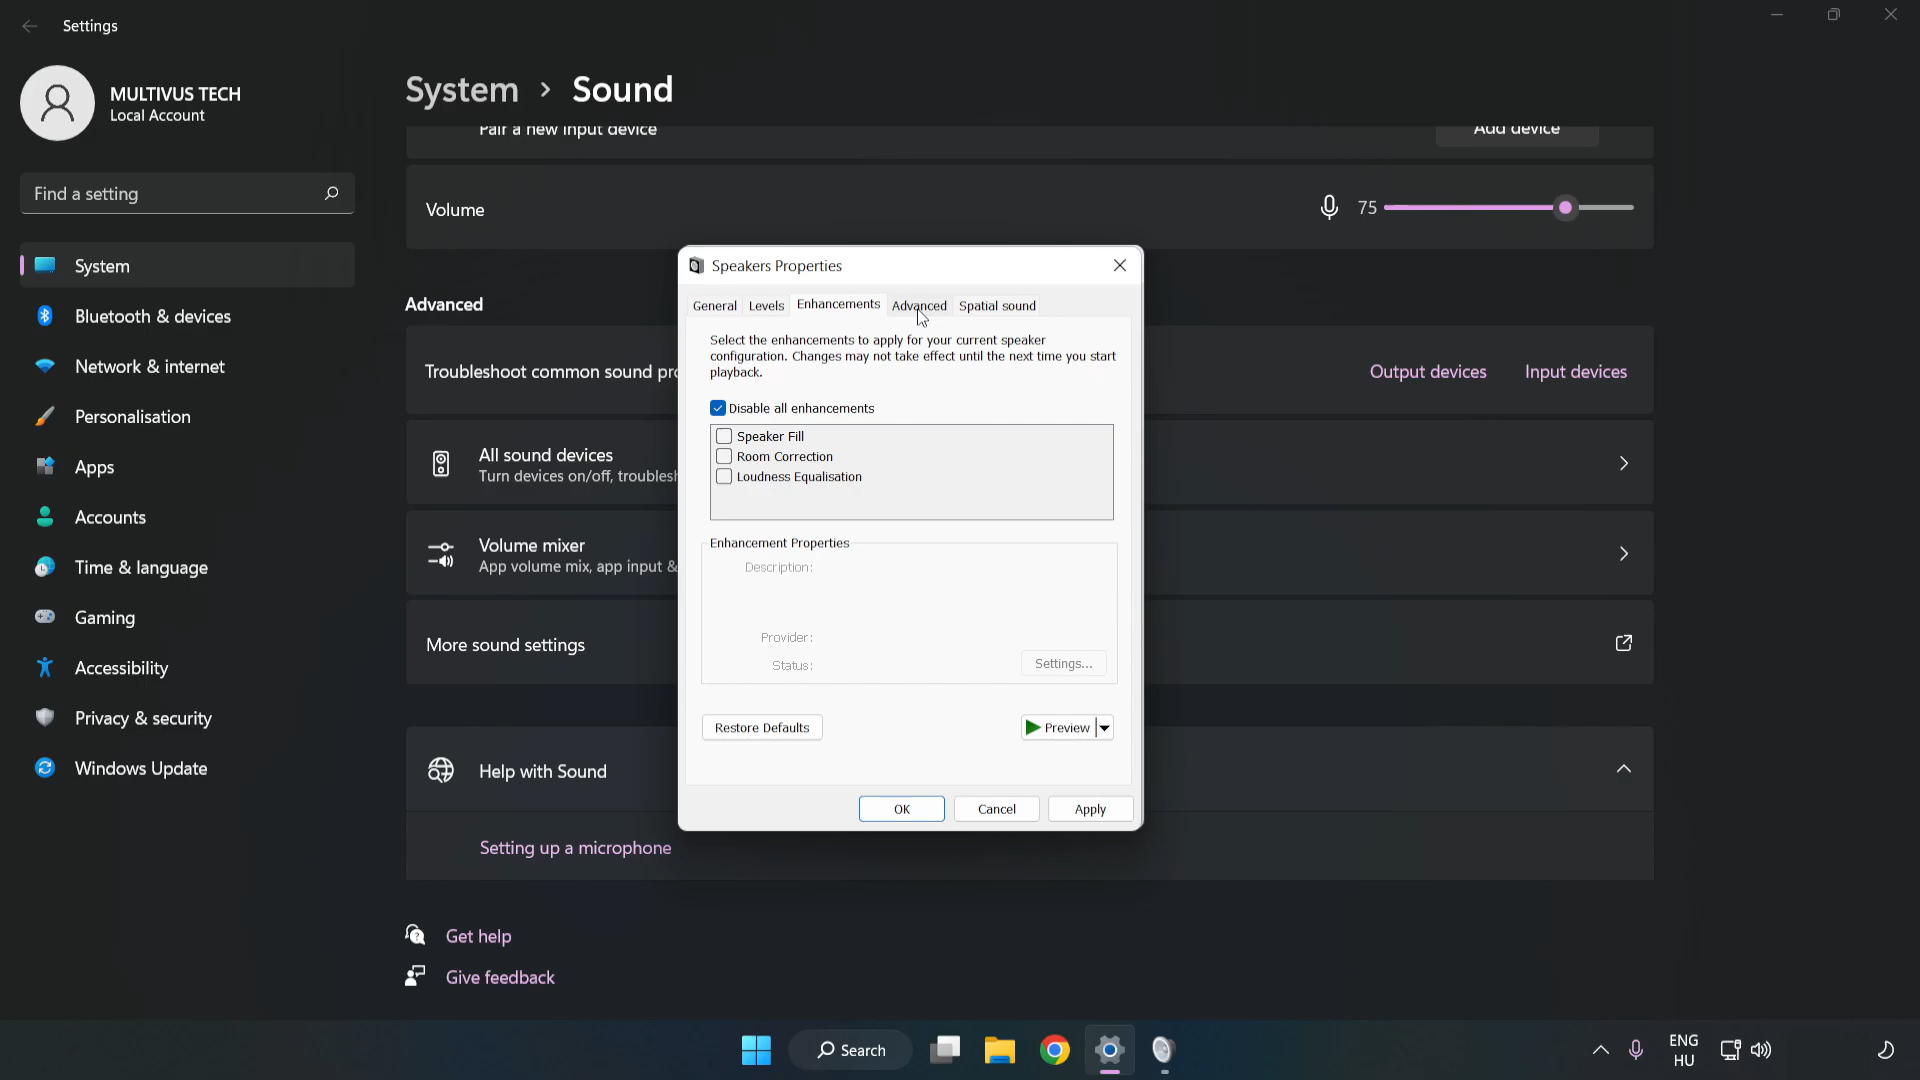 Settings
MULTIVUS TECH
Local Account
Find a setting
System
Bluetooth & devices
Network & internet
Personalisation
Apps
Accounts
Time & language
Gaming
Accessibility
Privacy & security
Windows Update
System > Sound
Pair a new input device
Add device
Volume
75
Advanced
Troubleshoot common sound pro
Output devices
Input devices
All sound devices
Turn devices on/off, troublesh
Volume mixer
App volume mix, app input &
More sound settings
Help with Sound
Setting up a microphone
Get help
Give feedback
Speakers Properties
General
Levels
Enhancements
Advanced
Spatial sound
Select the enhancements to apply for your current speaker
configuration. Changes may not take effect until the next time you start
playback.
Disable all enhancements
Speaker Fill
Room Correction
Loudness Equalisation
Enhancement Properties
Description:
Provider:
Status:
Settings...
Restore Defaults
Preview
OK
Cancel
Apply
Search
ENG
HU